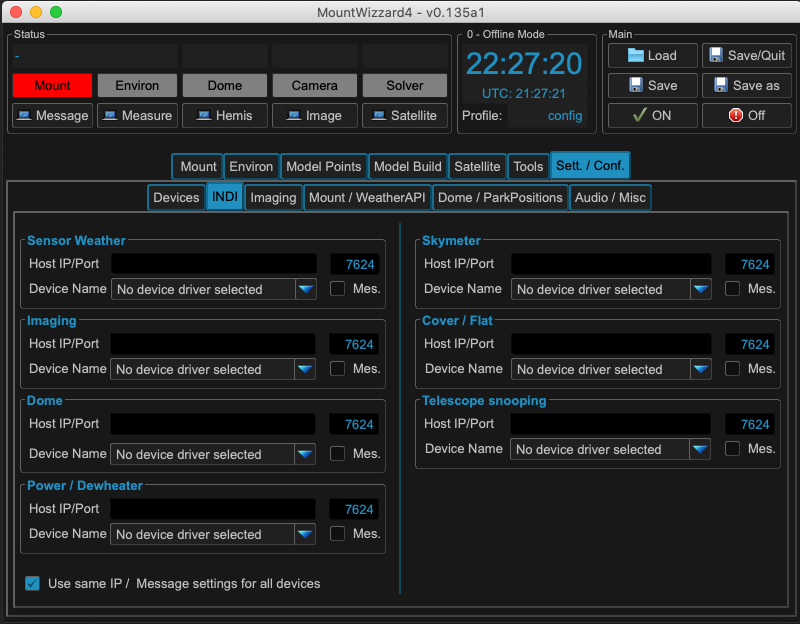 MountWizzard4 - v0.135a1
Status
-
Mount Environ Dome Camera Solver
Message Measure Hemis Image Satellite
0 - Offline Mode
22:27:20
UTC: 21:27:21
Profile: config
Main
Load Save/Quit
Save Save as
ON Off
Mount Environ Model Points Model Build Satellite Tools Sett. / Conf.
Devices INDI Imaging Mount / WeatherAPI Dome / ParkPositions Audio / Misc
Sensor Weather
Host IP/Port 7624
Device Name No device driver selected Mes.
Imaging
Host IP/Port 7624
Device Name No device driver selected Mes.
Dome
Host IP/Port 7624
Device Name No device driver selected Mes.
Power / Dewheater
Host IP/Port 7624
Device Name No device driver selected Mes.
Use same IP / Message settings for all devices
Skymeter
Host IP/Port 7624
Device Name No device driver selected Mes.
Cover / Flat
Host IP/Port 7624
Device Name No device driver selected Mes.
Telescope snooping
Host IP/Port 7624
Device Name No device driver selected Mes.